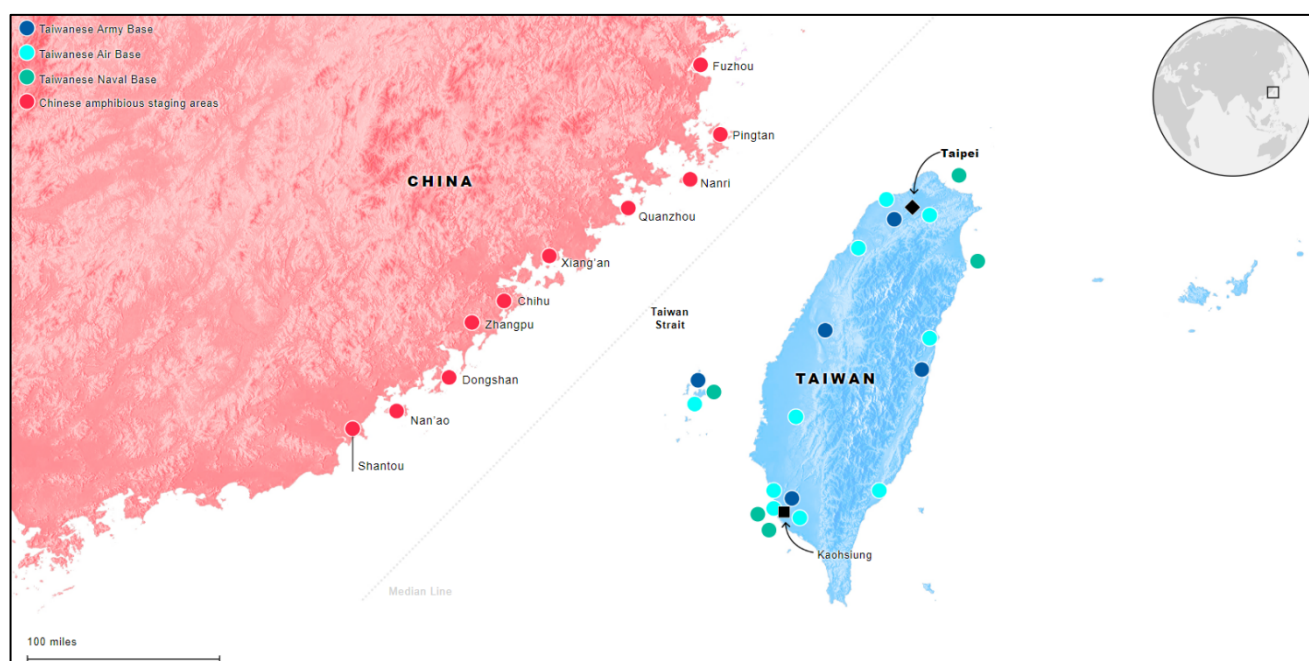 Taiwanese Army Base
Taiwanese Air Base
Taiwanese Naval Base
Chinese amphibious staging areas
Fuzhou
Pingtan
CHINA
Taipei
Nanri
Quanzhou
Xiang'an
Chihu
Taiwan
Strait
Zhangpu
Dongshan
TAIWAN
Nan'ao
Shantou
Kaohsiung
Median Line
100 miles